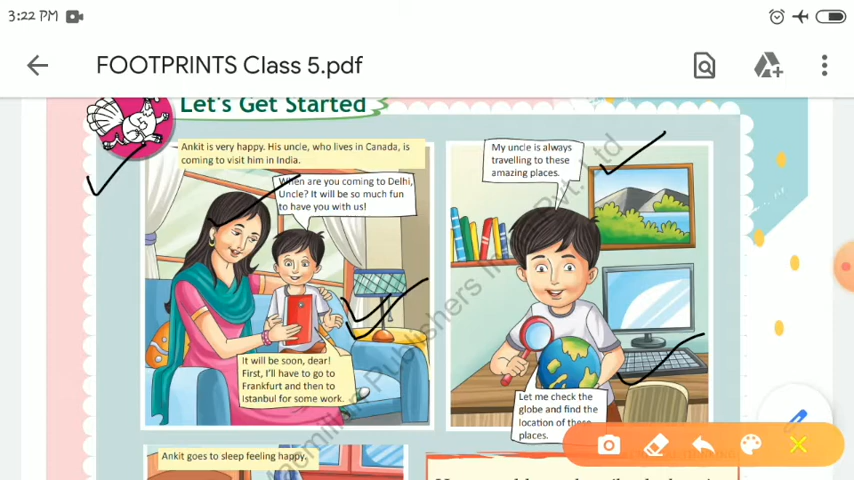 3:22 PM
FOOTPRINTS Class 5.pdf
Let's Get Started
Ankit is very happy. His uncle, who lives in Canada, is
coming to visit him in India.
When are you coming to Delhi,
Uncle? It will be so much fun
to have you with us!
It will be soon, dear!
First, I'll have to go to
Frankfurt and then to
Istanbul for some work.
My uncle is always
travelling to these
amazing places.
Let me check the
globe and find the
location of these
places.
Ankit goes to sleep feeling happy.